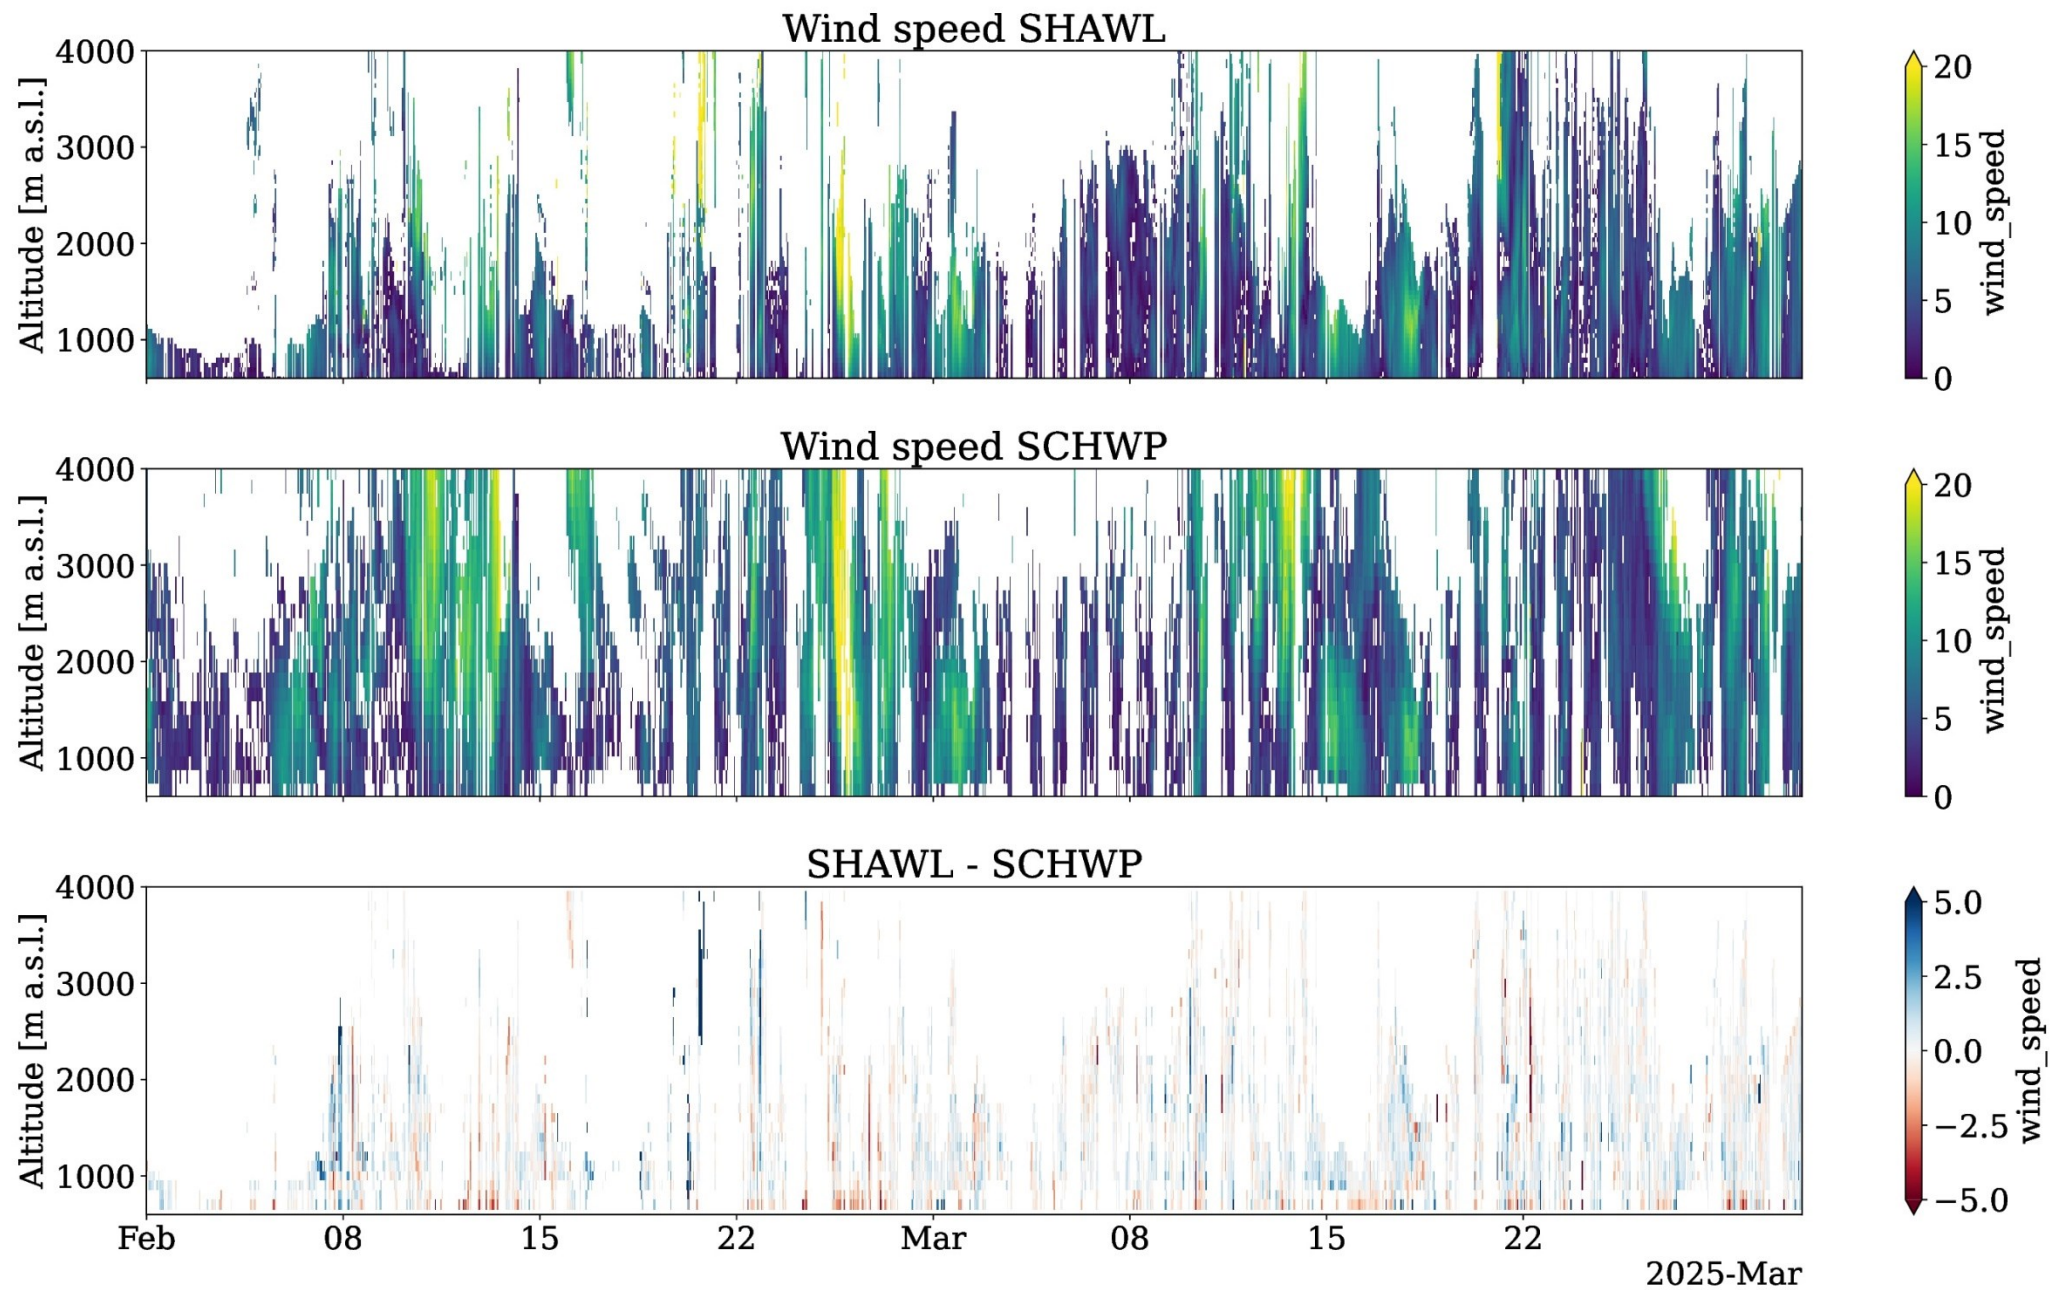 Wind speed SHAWL
4000
3000
2000
1000
Altitude [m a.s.l.]
20
15
10
5
0
wind_speed
Wind speed SCHWP
4000
3000
2000
1000
Altitude [m a.s.l.]
20
15
10
5
0
wind_speed
SHAWL - SCHWP
4000
3000
2000
1000
Altitude [m a.s.l.]
5.0
2.5
0.0
−2.5
−5.0
wind_speed
Feb 08 15 22 Mar 08 15 22
2025-Mar